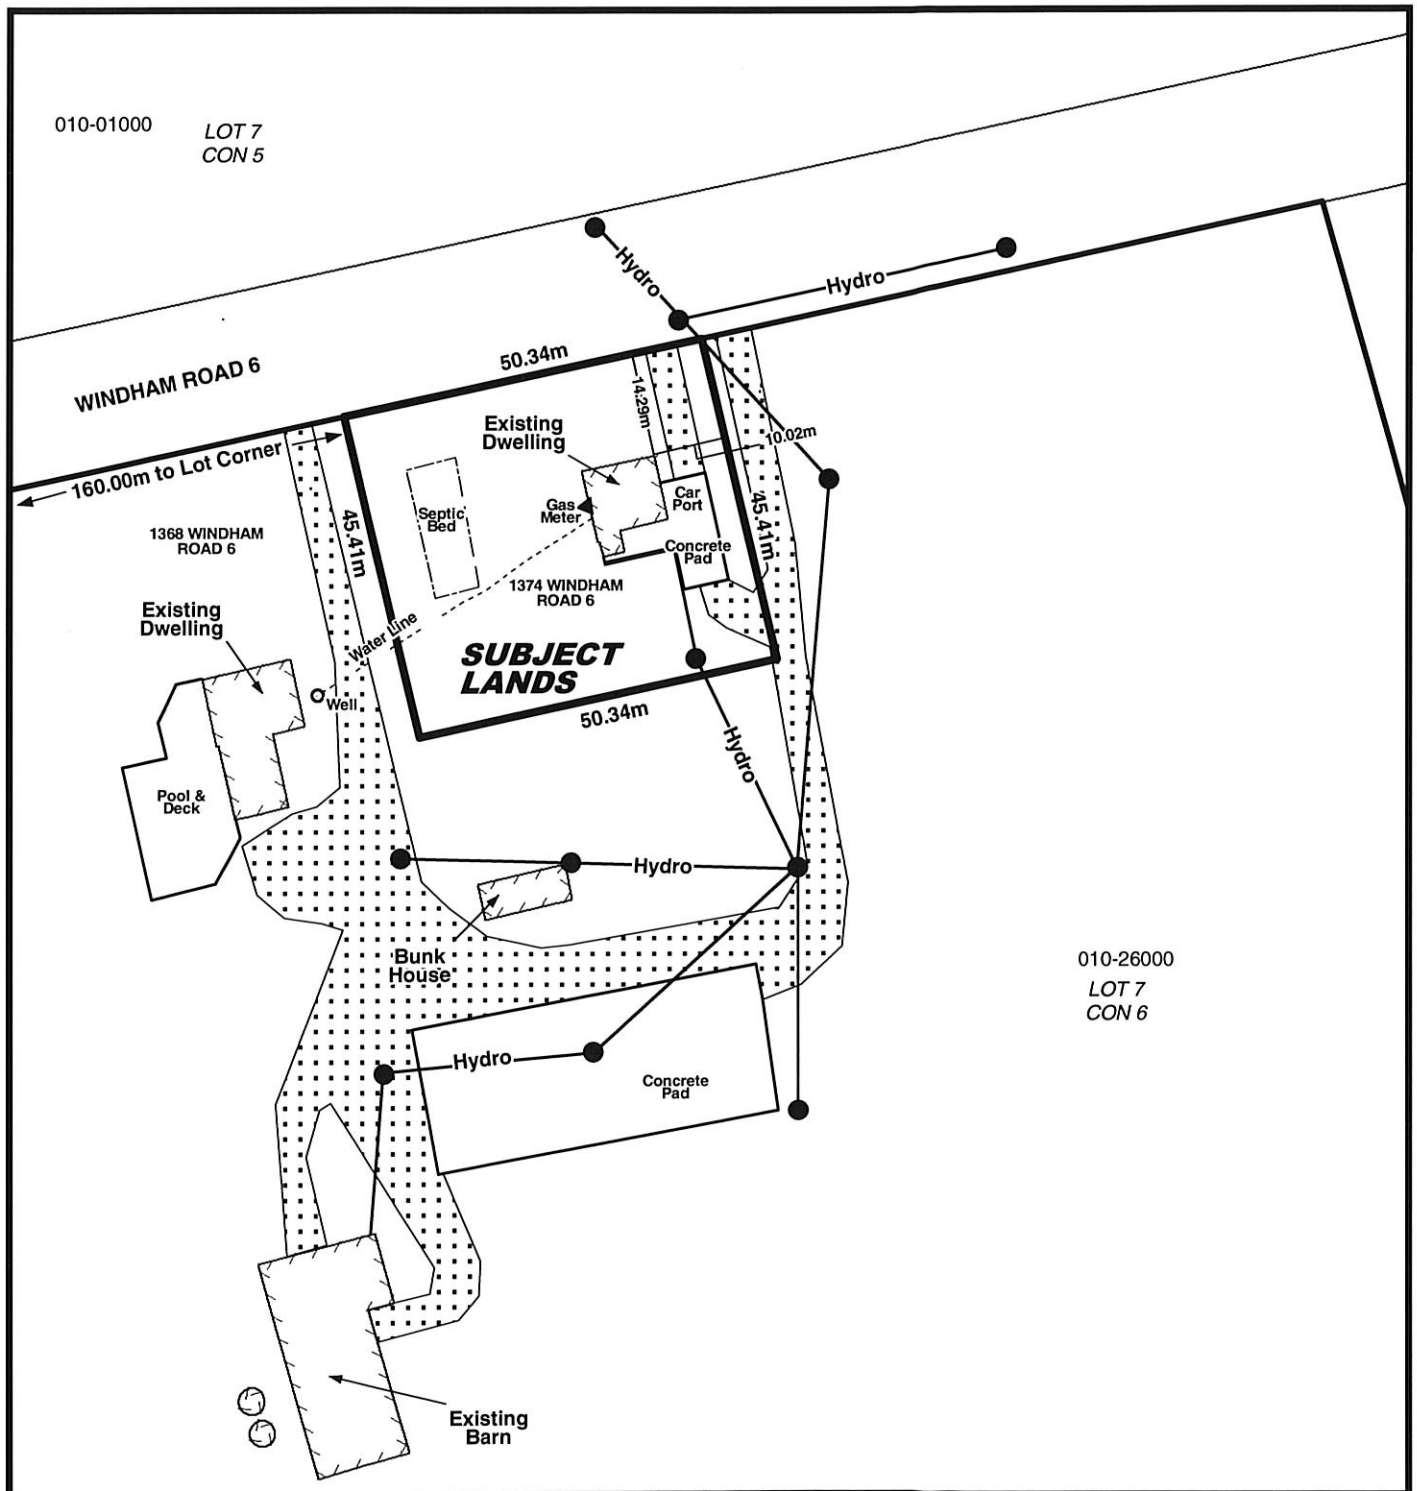 010-01000
LOT 7
CON 5
Hydro
Hydro
50.34m
WINDHAM ROAD 6
14.29m
Existing
Dwelling
10.02m
160.00m to Lot Corner
Septic
Bed
Gas
Meter
Car
Port
45.41m
45.41m
1368 WINDHAM
ROAD 6
Concrete
Pad
1374 WINDHAM
ROAD 6
Existing
Dwelling
Water Line
SUBJECT
LANDS
Well
50.34m
Hydro
Pool &
Deck
Hydro
Bunk
House
010-26000
LOT 7
CON 6
Hydro
Concrete
Pad
Existing
Barn